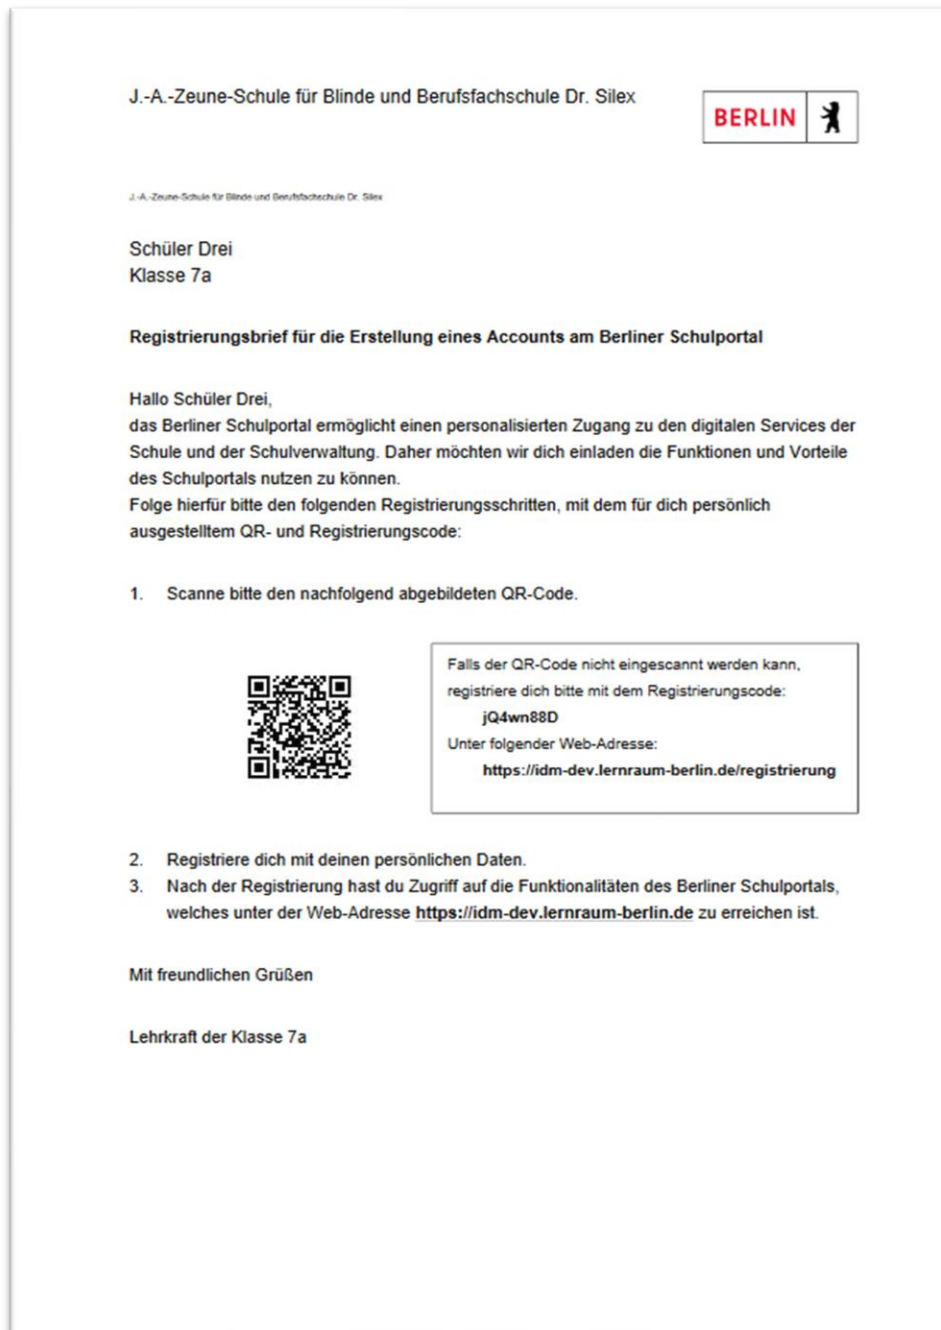 J.-A.-Zeune-Schule für Blinde und Berufsfachschule Dr. Silex
BERLIN
J.-A.-Zeune-Schule für Blinde und Berufsfachschule Dr. Silex
Schüler Drei
Klasse 7a
Registrierungsbrief für die Erstellung eines Accounts am Berliner Schulportal
Hallo Schüler Drei,
das Berliner Schulportal ermöglicht einen personalisierten Zugang zu den digitalen Services der
Schule und der Schulverwaltung. Daher möchten wir dich einladen die Funktionen und Vorteile
des Schulportals nutzen zu können.
Folge hierfür bitte den folgenden Registrierungsschritten, mit dem für dich persönlich
ausgestelltem QR- und Registrierungscode:
1. Scanne bitte den nachfolgend abgebildeten QR-Code.
Falls der QR-Code nicht eingescannt werden kann,
registriere dich bitte mit dem Registrierungscode:
jQ4wn88D
Unter folgender Web-Adresse:
https://idm-dev.lernraum-berlin.de/registrierung
2. Registriere dich mit deinen persönlichen Daten.
3. Nach der Registrierung hast du Zugriff auf die Funktionalitäten des Berliner Schulportals,
welches unter der Web-Adresse https://idm-dev.lernraum-berlin.de zu erreichen ist.
Mit freundlichen Grüßen
Lehrkraft der Klasse 7a